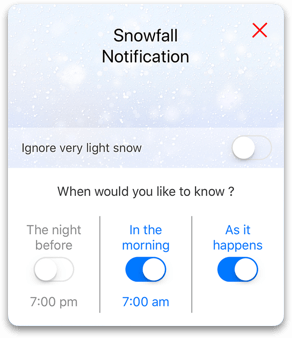 Snowfall
Notification
Ignore very light snow
When would you like to know ?
The night
before
7:00 pm
In the
morning
7:00 am
As it
happens